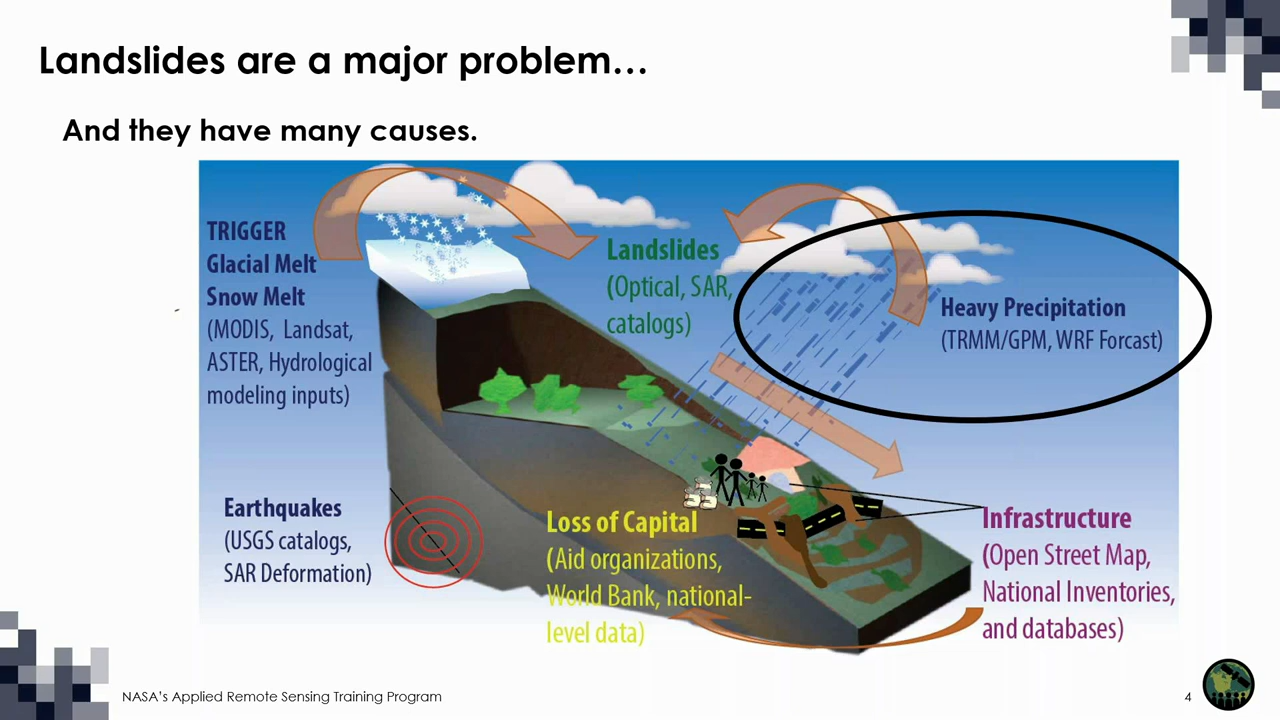 Landslides are a major problem…
And they have many causes.
TRIGGER
Glacial Melt
Snow Melt
(MODIS, Landsat,
ASTER, Hydrological
modeling inputs)
Landslides
(Optical, SAR,
catalogs)
Heavy Precipitation
(TRMM/GPM, WRF Forcast)
Earthquakes
(USGS catalogs,
SAR Deformation)
Loss of Capital
(Aid organizations,
World Bank, national-
level data)
Infrastructure
(Open Street Map,
National Inventories,
and databases)
NASA's Applied Remote Sensing Training Program
4